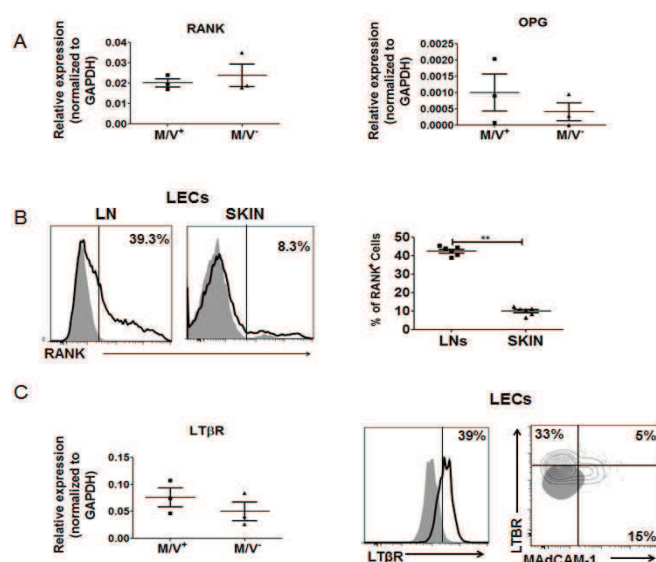 A
RANK
Relative expression
(normalized to
GAPDH)
0.04
0.03
0.02
0.01
0.00
M/V+ M/V-
OPG
Relative expression
(normalized to
GAPDH)
0.0025
0.0020
0.0015
0.0010
0.0005
0.0000
M/V+ M/V-
B
LECs
LN SKIN
39.3% 8.3%
0
RANK
% of RANK+ Cells
50
40
30
20
10
0
**
LNs SKIN
C
LTβR
Relative expression
(normalized to
GAPDH)
0.15
0.10
0.05
0.00
M/V+ M/V-
LECs
39%
LTβR
LTBR
33% 5%
15%
MAdCAM-1